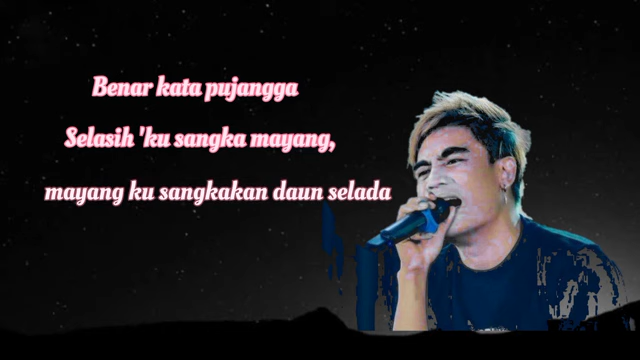 Benar kata pujangga
Selasih 'ku sangka mayang,
mayang ku sangkakan daun selada